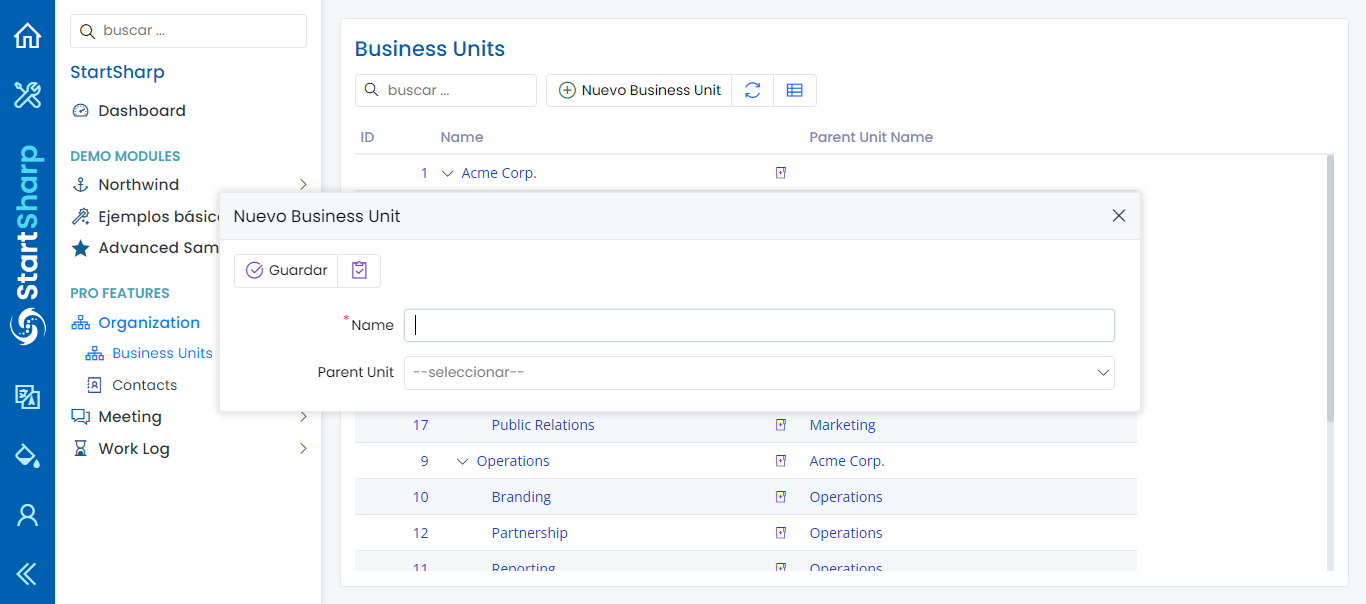 StartSharp
buscar ...
StartSharp
Dashboard
DEMO MODULES
Northwind
Ejemplos básic
Advanced Sam
PRO FEATURES
Organization
Business Units
Contacts
Meeting
Work Log
Business Units
buscar ...
Nuevo Business Unit
ID Name Parent Unit Name
1 Acme Corp.
Nuevo Business Unit
Guardar
* Name
Parent Unit --seleccionar--
17 Public Relations Marketing
9 Operations Acme Corp.
10 Branding Operations
12 Partnership Operations
11 Reporting Operations